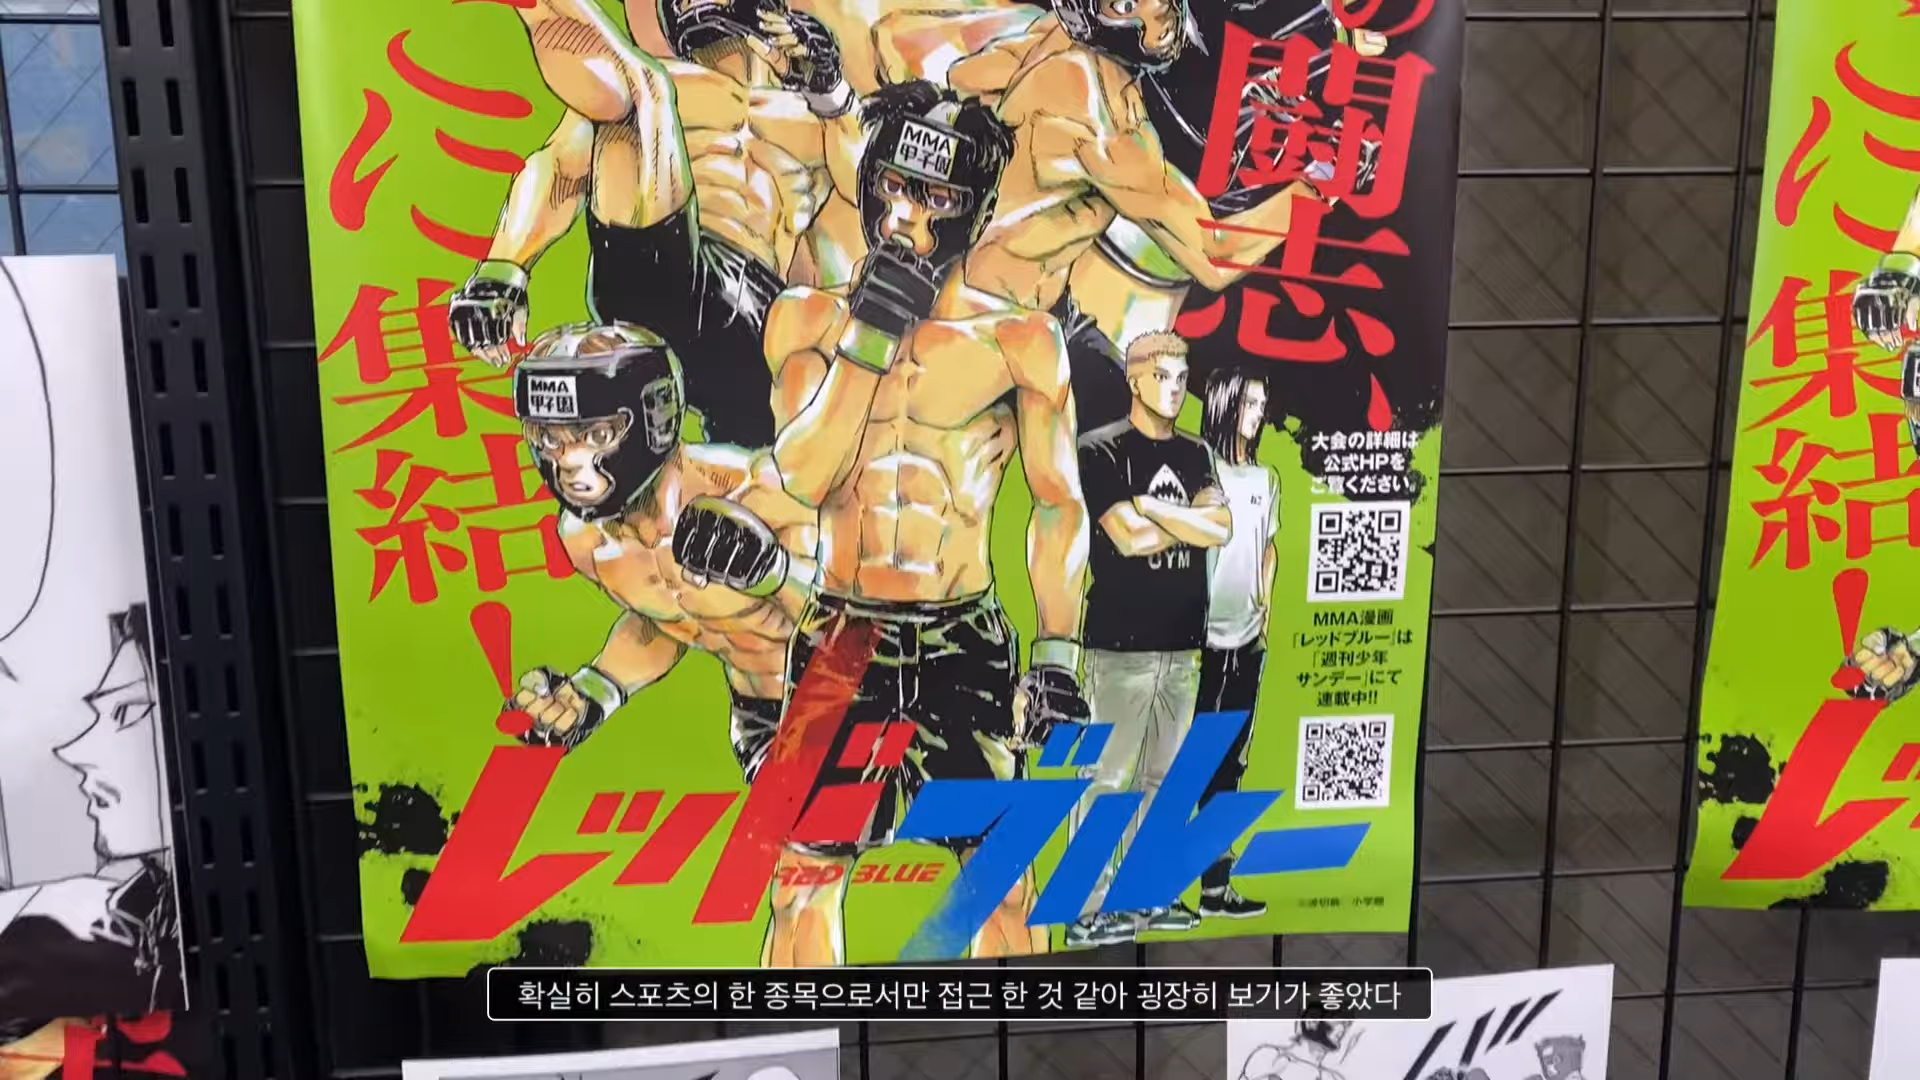 の闘志、
こに集結!
MMA
甲子園
MMA
甲子園
GYM
大会の詳細は
公式HPを
ご覧ください。
MMA漫画
「レッドブルー」は
「週刊少年
サンデー」にて
連載中!!
レッドブルー
RED BLUE
©波切敦/小学館
こに集結!
확실히 스포츠의 한 종목으로서만 접근 한 것 같아 굉장히 보기가 좋았다